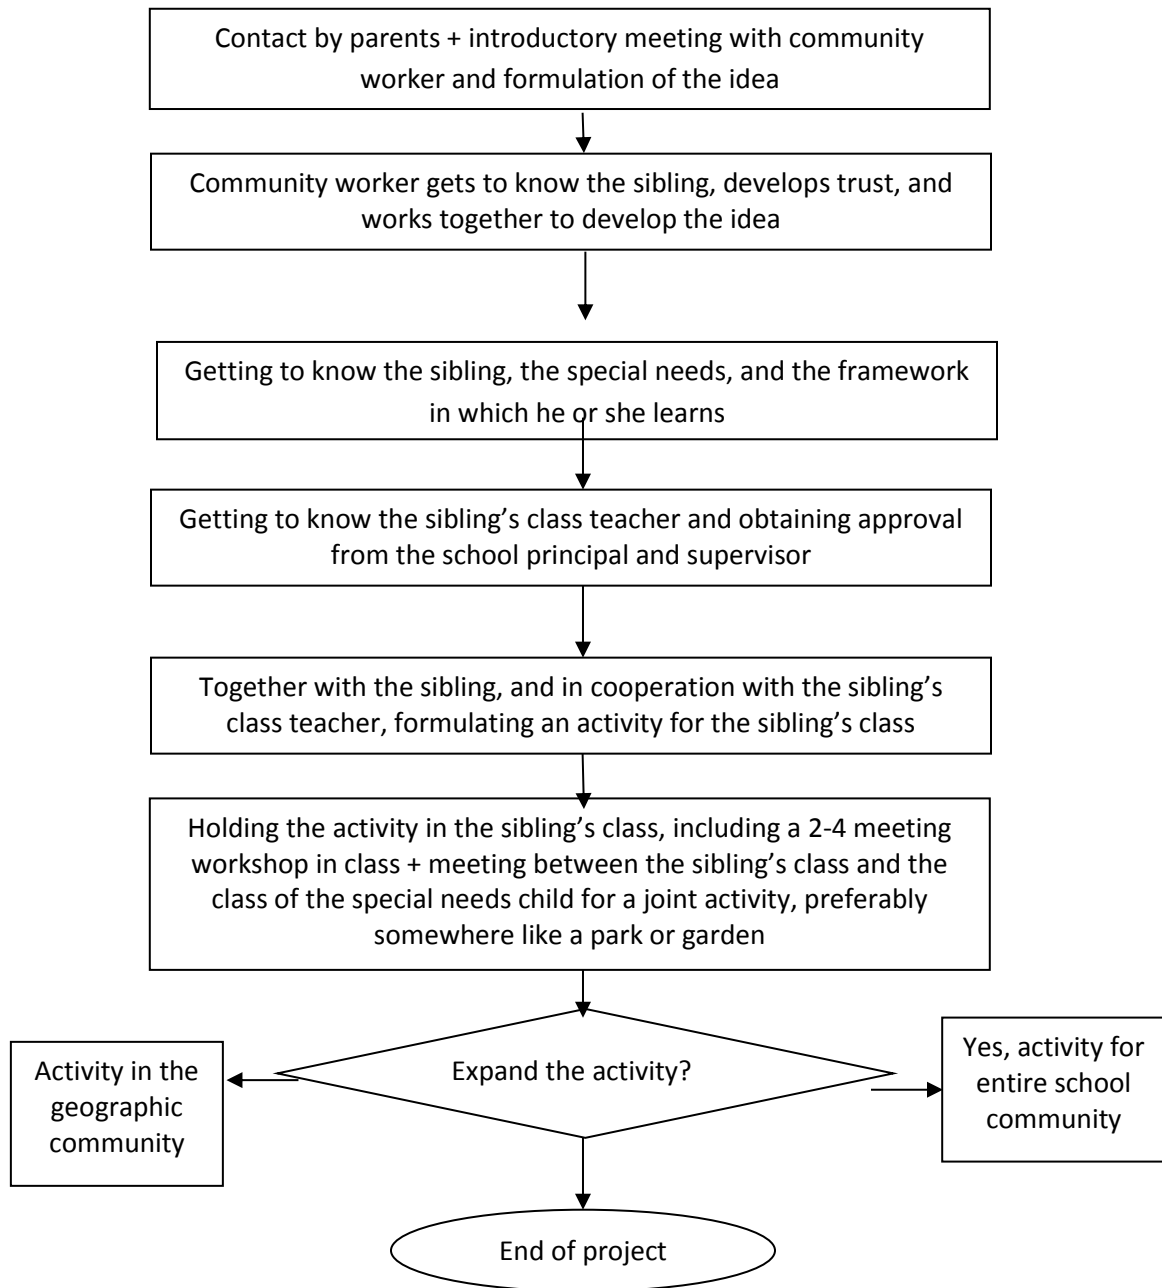 Contact by parents + introductory meeting with community
worker and formulation of the idea
Community worker gets to know the sibling, develops trust, and
works together to develop the idea
Getting to know the sibling, the special needs, and the framework
in which he or she learns
Getting to know the sibling’s class teacher and obtaining approval
from the school principal and supervisor
Together with the sibling, and in cooperation with the sibling’s
class teacher, formulating an activity for the sibling’s class
Holding the activity in the sibling’s class, including a 2-4 meeting
workshop in class + meeting between the sibling’s class and the
class of the special needs child for a joint activity, preferably
somewhere like a park or garden
Activity in the
geographic
community
Expand the activity?
Yes, activity for
entire school
community
End of project